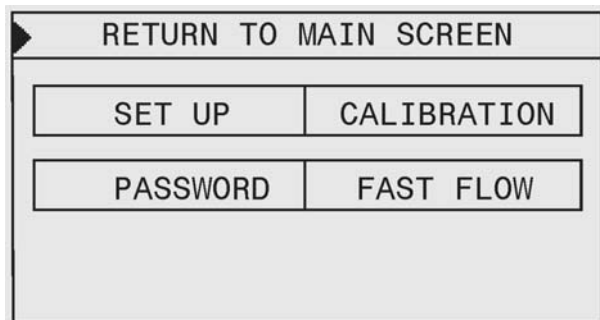 RETURN TO MAIN SCREEN
SET UP CALIBRATION
PASSWORD FAST FLOW